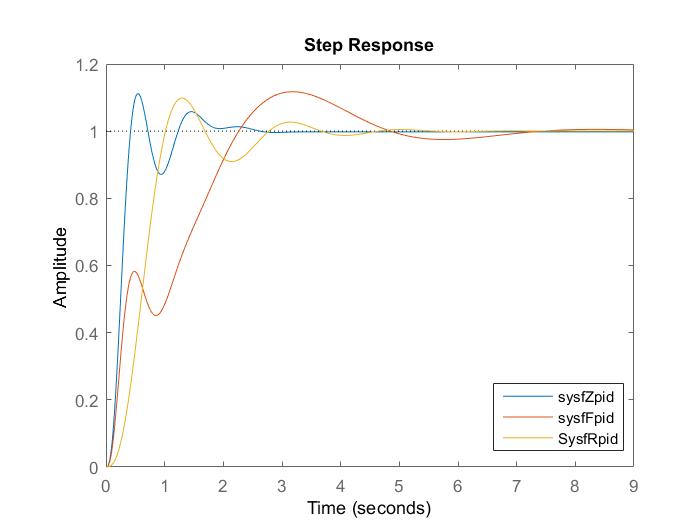 Step Response
1.2
1
0.8
0.6
0.4
0.2
0
Amplitude
0 1 2 3 4 5 6 7 8 9
Time (seconds)
sysfZpid
sysfFpid
SysfRpid